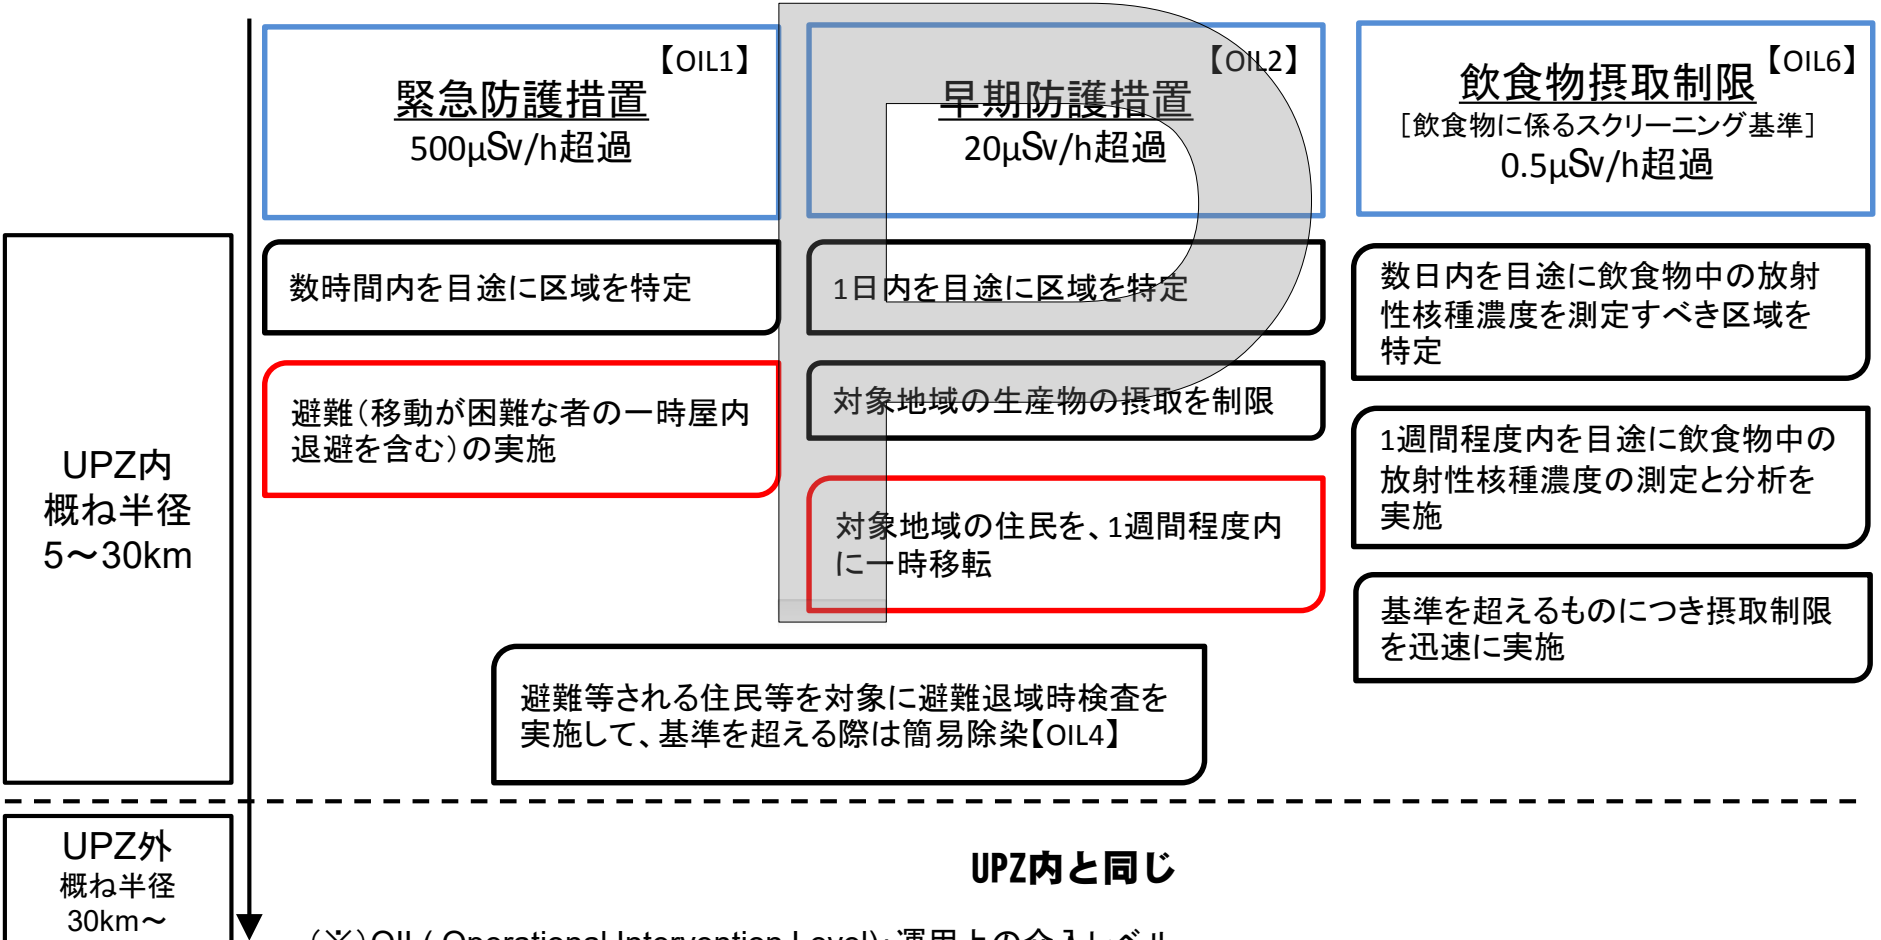 【OIL1】
緊急防護措置
500μSv/h超過
【OIL2】
早期防護措置
20μSv/h超過
【OIL6】
飲食物摂取制限
[飲食物に係るスクリーニング基準]
0.5μSv/h超過
UPZ内
概ね半径
5～30km
数時間内を目途に区域を特定
避難（移動が困難な者の一時屋内
退避を含む）の実施
1日内を目途に区域を特定
対象地域の生産物の摂取を制限
対象地域の住民を、1週間程度内
に一時移転
数日内を目途に飲食物中の放射
性核種濃度を測定すべき区域を
特定
1週間程度内を目途に飲食物中の
放射性核種濃度の測定と分析を
実施
基準を超えるものにつき摂取制限
を迅速に実施
避難等される住民等を対象に避難退域時検査を
実施して、基準を超える際は簡易除染【OIL4】
UPZ外
概ね半径
30km～
UPZ内と同じ
（※）OIL( Operational Intervention Level)：運用上の介入レベル
P